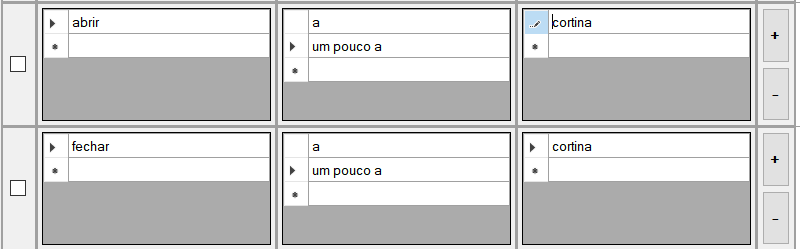 abrir
a
um pouco a
cortina
+
-
fechar
a
um pouco a
cortina
+
-